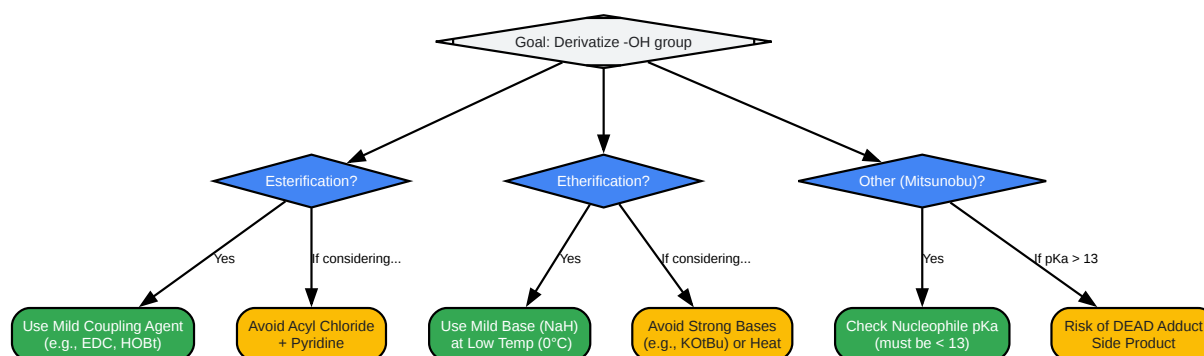 Goal: Derivatize -OH group
Esterification?
Etherification?
Other (Mitsunobu)?
Yes
If considering...
Yes
If considering...
Yes
If pKa > 13
Use Mild Coupling Agent
(e.g., EDC, HOBt)
Avoid Acyl Chloride
+ Pyridine
Use Mild Base (NaH)
at Low Temp (0°C)
Avoid Strong Bases
(e.g., KOtBu) or Heat
Check Nucleophile pKa
(must be < 13)
Risk of DEAD Adduct
Side Product